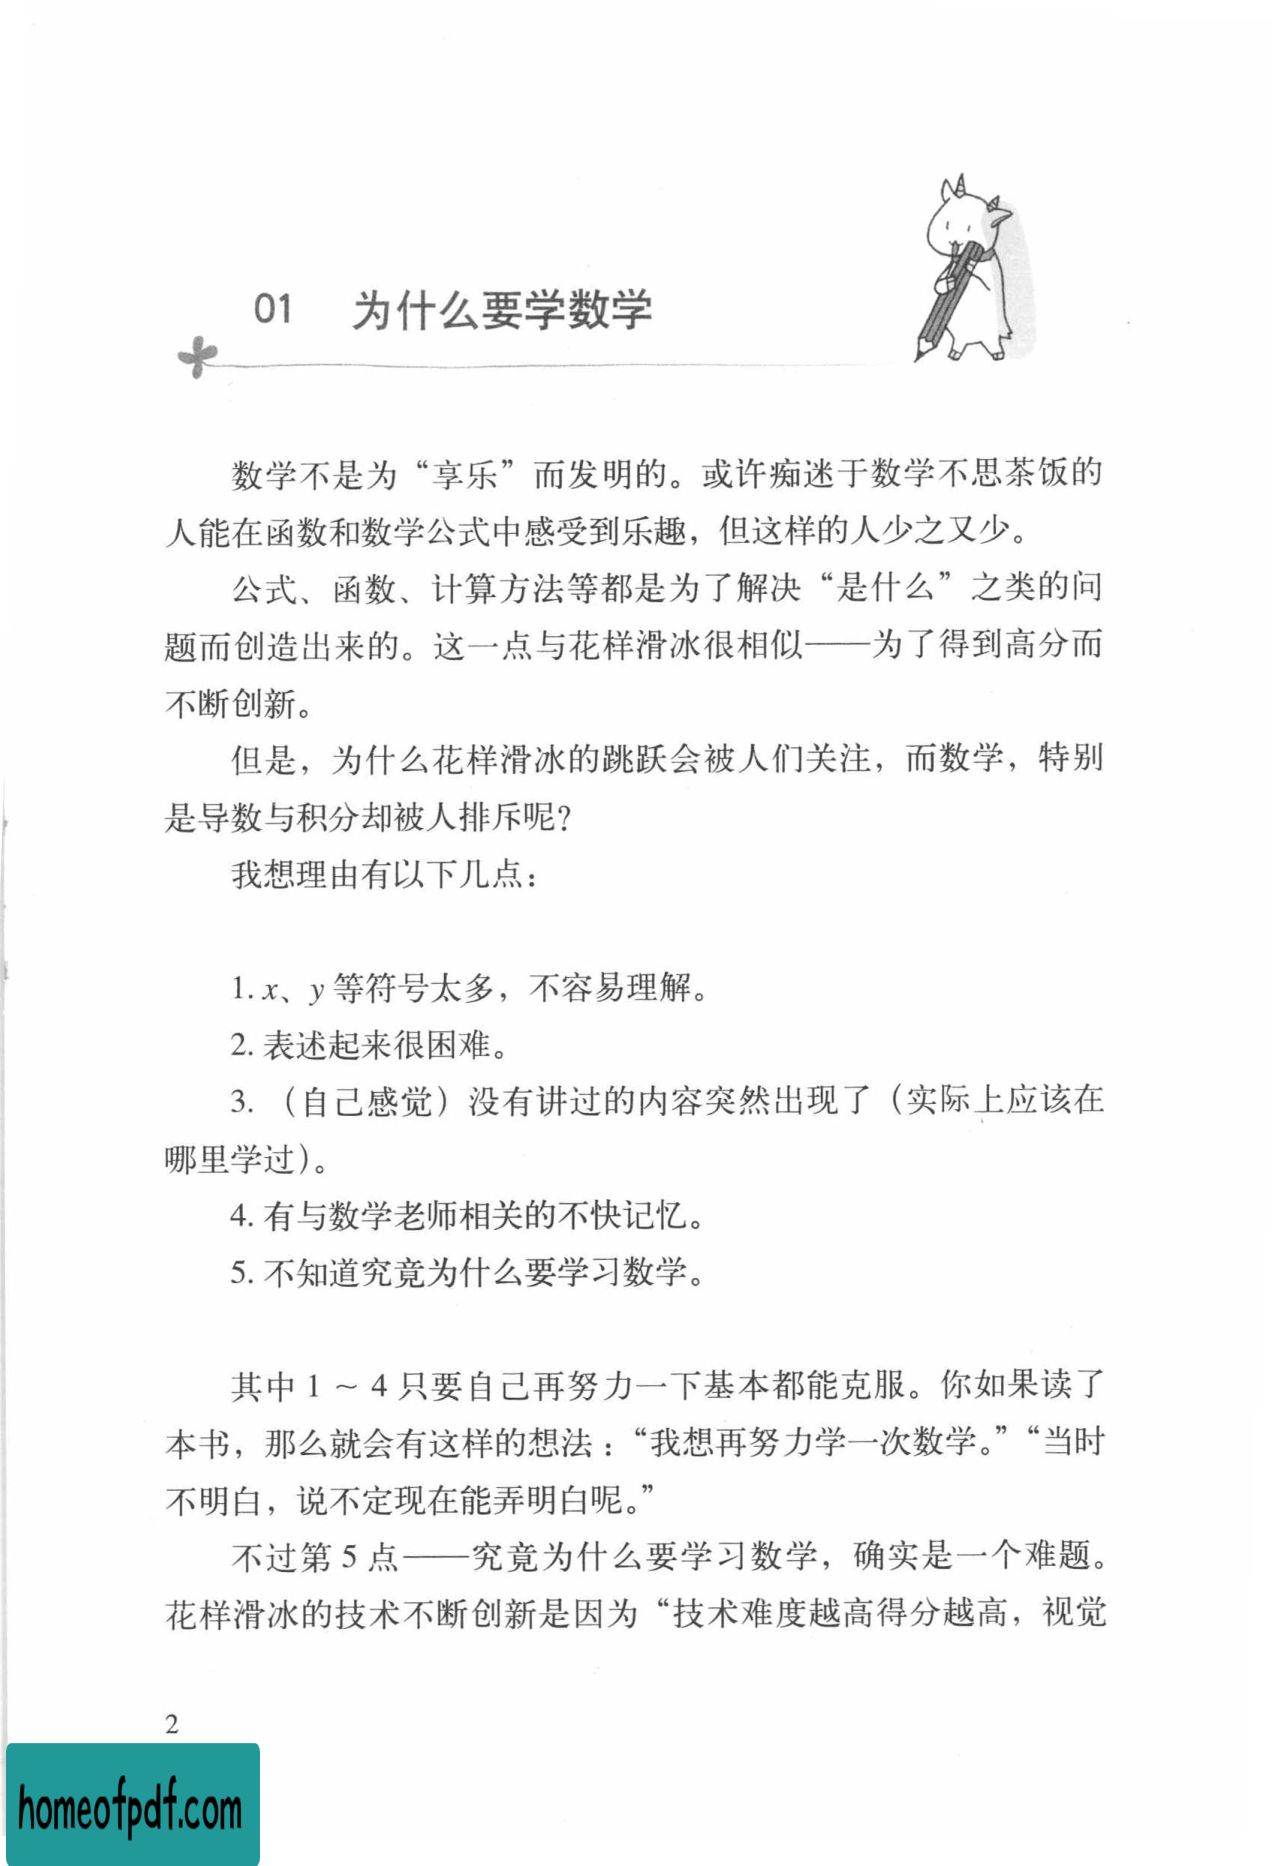 01 为什么要学数学
数学不是为“享乐”而发明的。或许痴迷于数学不思茶饭的
人能在函数和数学公式中感受到乐趣，但这样的人少之又少。
公式、函数、计算方法等都是为了解决“是什么”之类的问
题而创造出来的。这一点与花样滑冰很相似——为了得到高分而
不断创新。
但是，为什么花样滑冰的跳跃会被人们关注，而数学，特别
是导数与积分却被人排斥呢？
我想理由有以下几点：
1. x、y 等符号太多，不容易理解。
2. 表述起来很困难。
3. （自己感觉）没有讲过的内容突然出现了（实际上应该在
哪里学过）。
4. 有与数学老师相关的不快记忆。
5. 不知道究竟为什么要学习数学。
其中 1 ~ 4 只要自己再努力一下基本都能克服。你如果读了
本书，那么就会有这样的想法：“我想再努力学一次数学。”“当时
不明白，说不定现在能弄明白呢。”
不过第 5 点——究竟为什么要学习数学，确实是一个难题。
花样滑冰的技术不断创新是因为“技术难度越高得分越高，视觉
2
homeofpdf.com